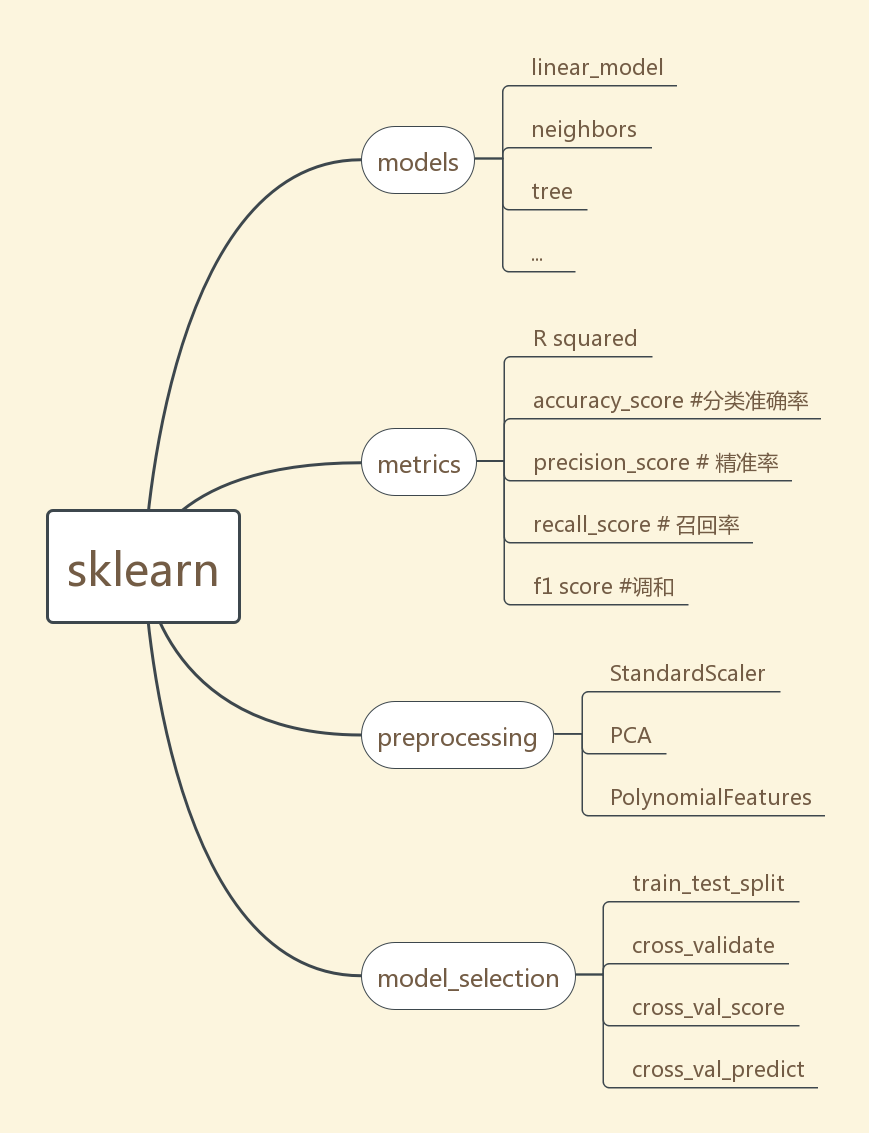 sklearn
models
linear_model
neighbors
tree
...
metrics
R squared
accuracy_score #分类准确率
precision_score # 精准率
recall_score # 召回率
f1 score #调和
preprocessing
StandardScaler
PCA
PolynomialFeatures
model_selection
train_test_split
cross_validate
cross_val_score
cross_val_predict